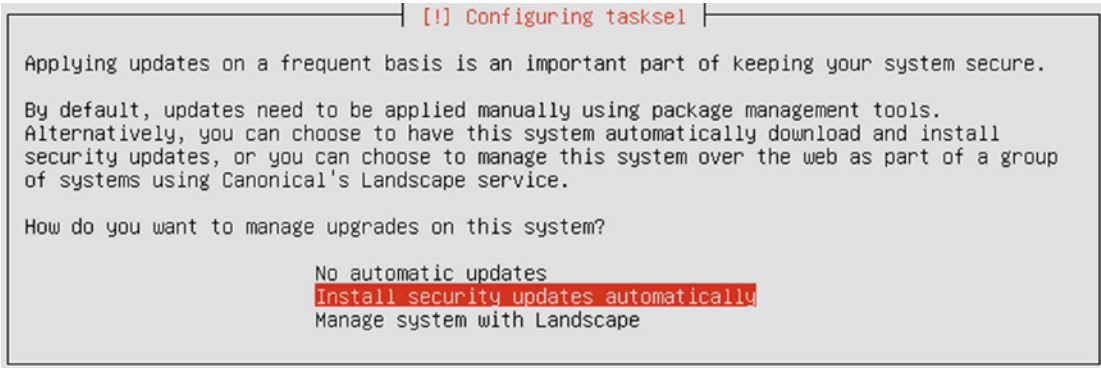 [!] Configuring tasksel
Applying updates on a frequent basis is an important part of keeping your system secure.
By default, updates need to be applied manually using package management tools.
Alternatively, you can choose to have this system automatically download and install
security updates, or you can choose to manage this system over the web as part of a group
of systems using Canonical's Landscape service.
How do you want to manage upgrades on this system?
No automatic updates
Install security updates automatically
Manage system with Landscape